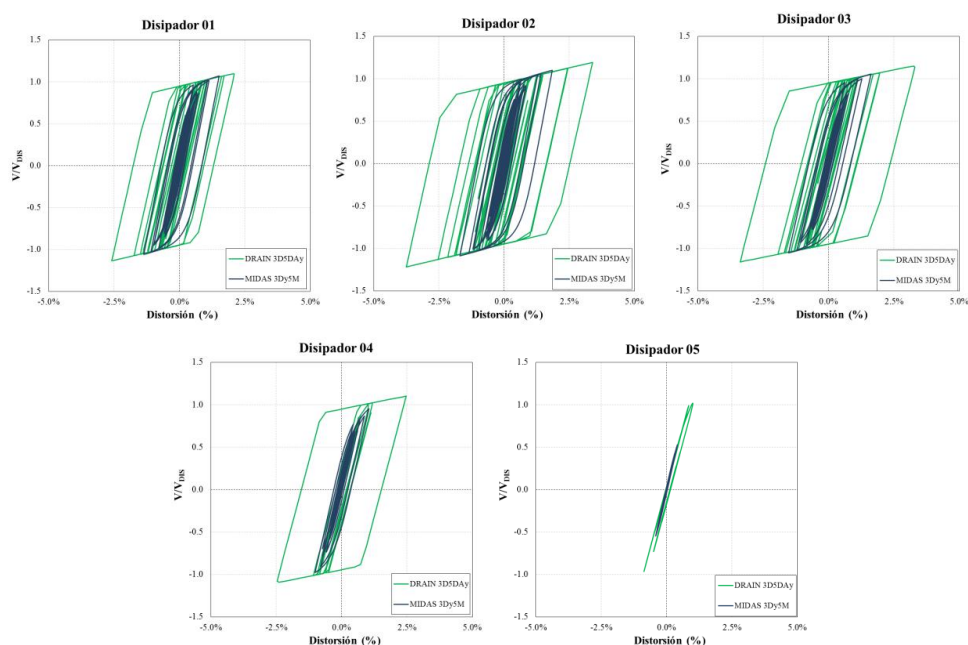 Disipador 01
1.5
1.0
0.5
0.0
-0.5
-1.0
-1.5
V/VDIS
-5.0% -2.5% 0.0% 2.5% 5.0%
Distorsión (%)
DRAIN 3D5DAy
MIDAS 3Dy5M
Disipador 02
1.5
1.0
0.5
0.0
-0.5
-1.0
-1.5
V/VDIS
-5.0% -2.5% 0.0% 2.5% 5.0%
Distorsión (%)
DRAIN 3D5DAy
MIDAS 3Dy5M
Disipador 03
1.5
1.0
0.5
0.0
-0.5
-1.0
-1.5
V/VDIS
-5.0% -2.5% 0.0% 2.5% 5.0%
Distorsión (%)
DRAIN 3D5DAy
MIDAS 3Dy5M
Disipador 04
1.5
1.0
0.5
0.0
-0.5
-1.0
-1.5
V/VDIS
-5.0% -2.5% 0.0% 2.5% 5.0%
Distorsión (%)
DRAIN 3D5DAy
MIDAS 3Dy5M
Disipador 05
1.5
1.0
0.5
0.0
-0.5
-1.0
-1.5
V/VDIS
-5.0% -2.5% 0.0% 2.5% 5.0%
Distorsión (%)
DRAIN 3D5DAy
MIDAS 3Dy5M